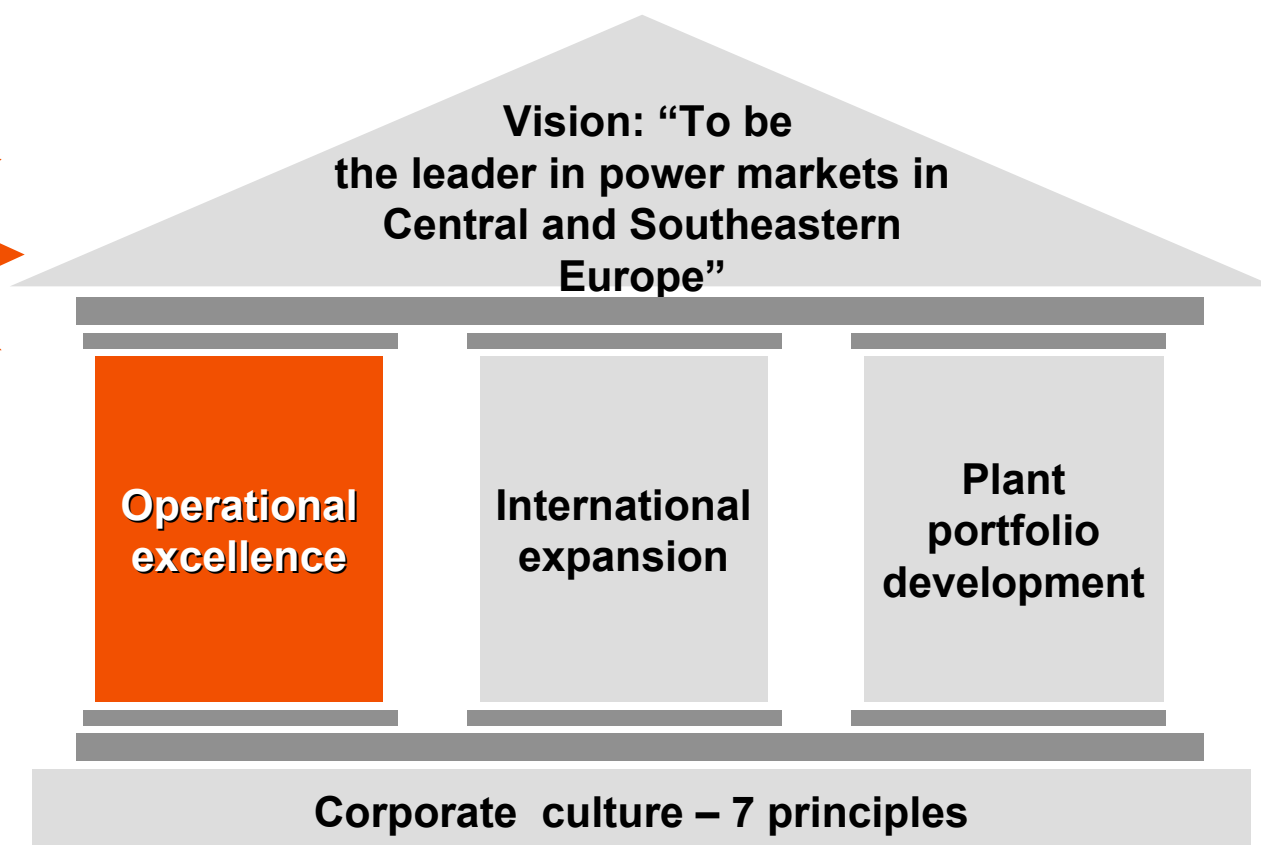 Vision: “To be
the leader in power markets in
Central and Southeastern
Europe”
Operational
excellence
International
expansion
Plant
portfolio
development
Corporate culture – 7 principles